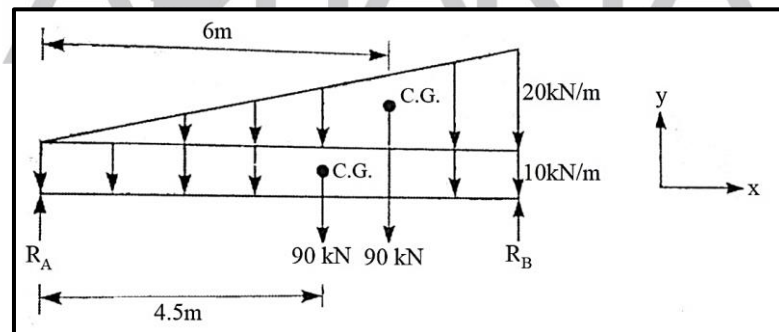 6m
C.G.
20kN/m
C.G.
10kN/m
y
x
R_A
90 kN
90 kN
R_B
4.5m